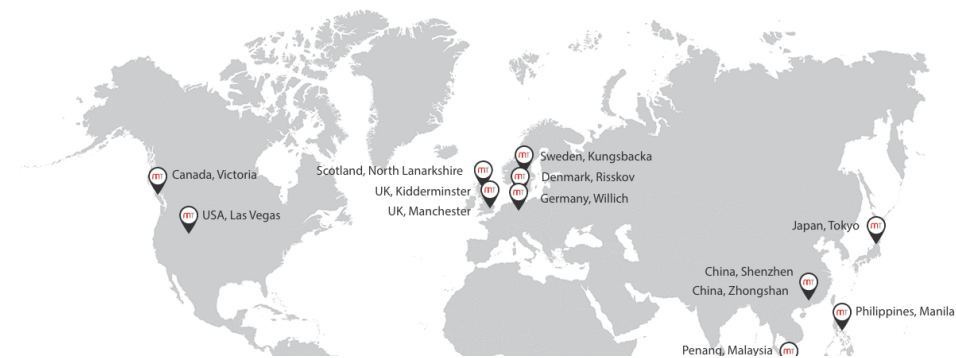 Sweden, Kungsbacka
Scotland, North Lanarkshire
Canada, Victoria
Denmark, Risskov
UK, Kidderminster
Germany, Willich
UK, Manchester
USA, Las Vegas
Japan, Tokyo
China, Shenzhen
China, Zhongshan
Philippines, Manila
Penang, Malaysia